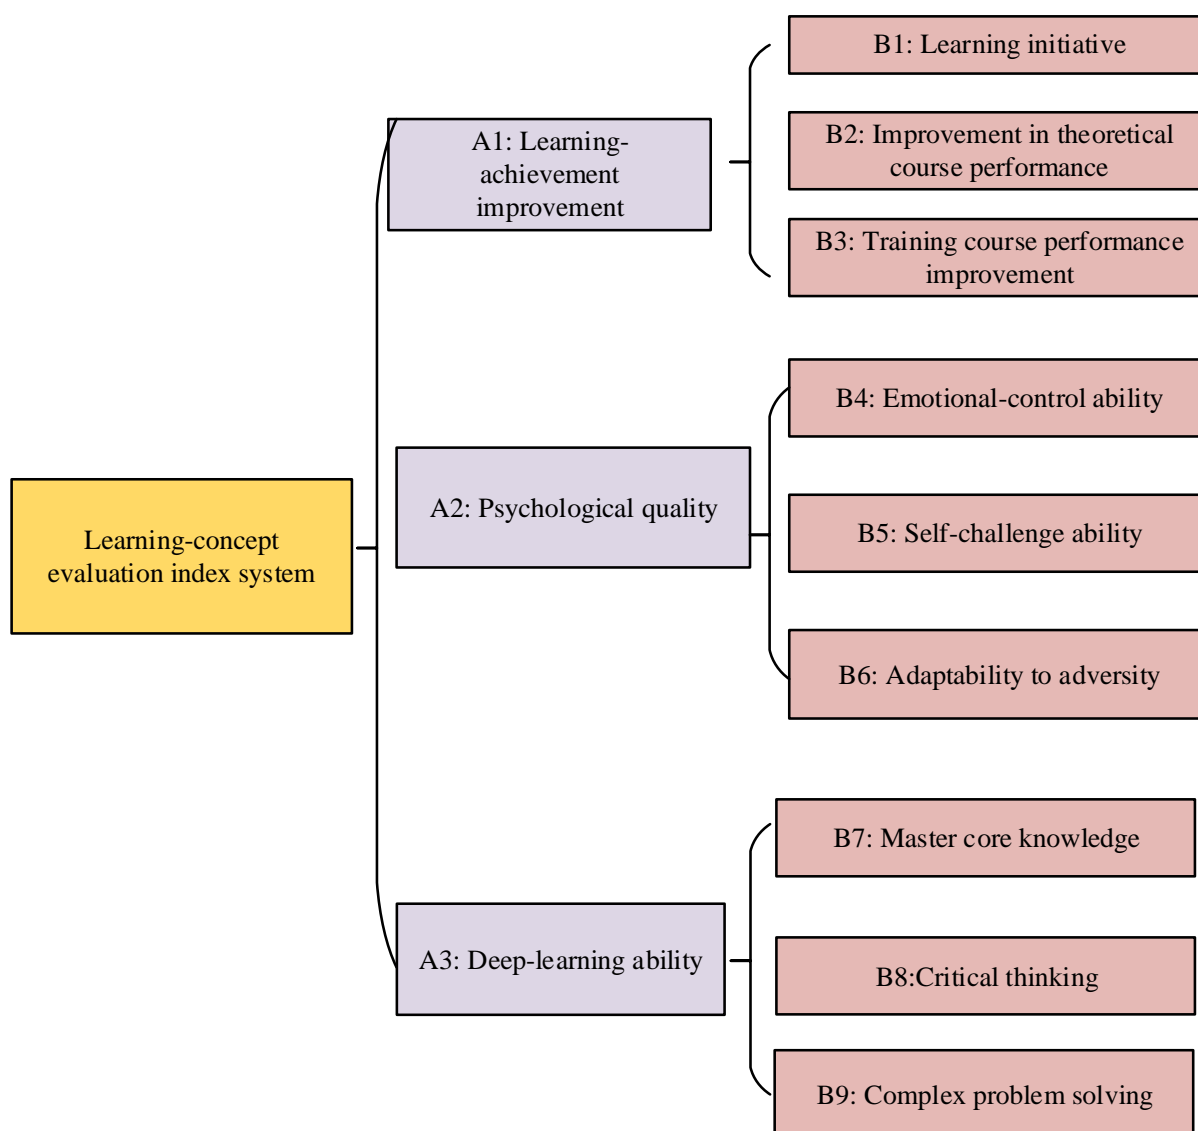 Learning-concept
evaluation index system
A1: Learning-
achievement
improvement
B1: Learning initiative
B2: Improvement in theoretical
course performance
B3: Training course performance
improvement
A2: Psychological quality
B4: Emotional-control ability
B5: Self-challenge ability
B6: Adaptability to adversity
A3: Deep-learning ability
B7: Master core knowledge
B8:Critical thinking
B9: Complex problem solving